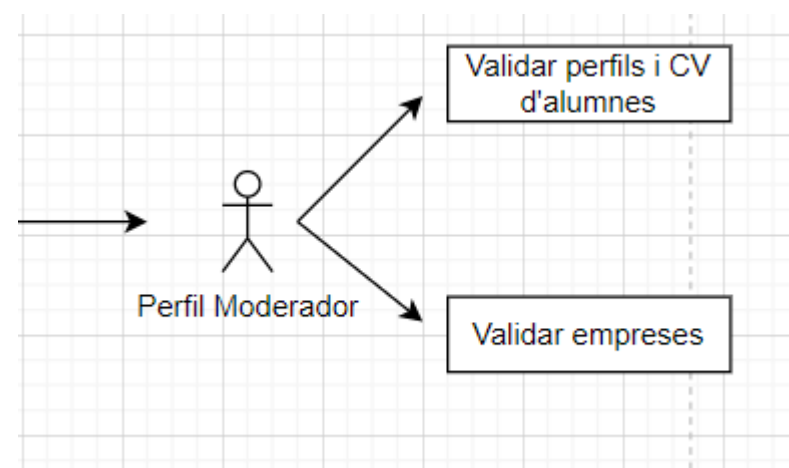 Validar perfils i CV
d'alumnes
Perfil Moderador
Validar empreses